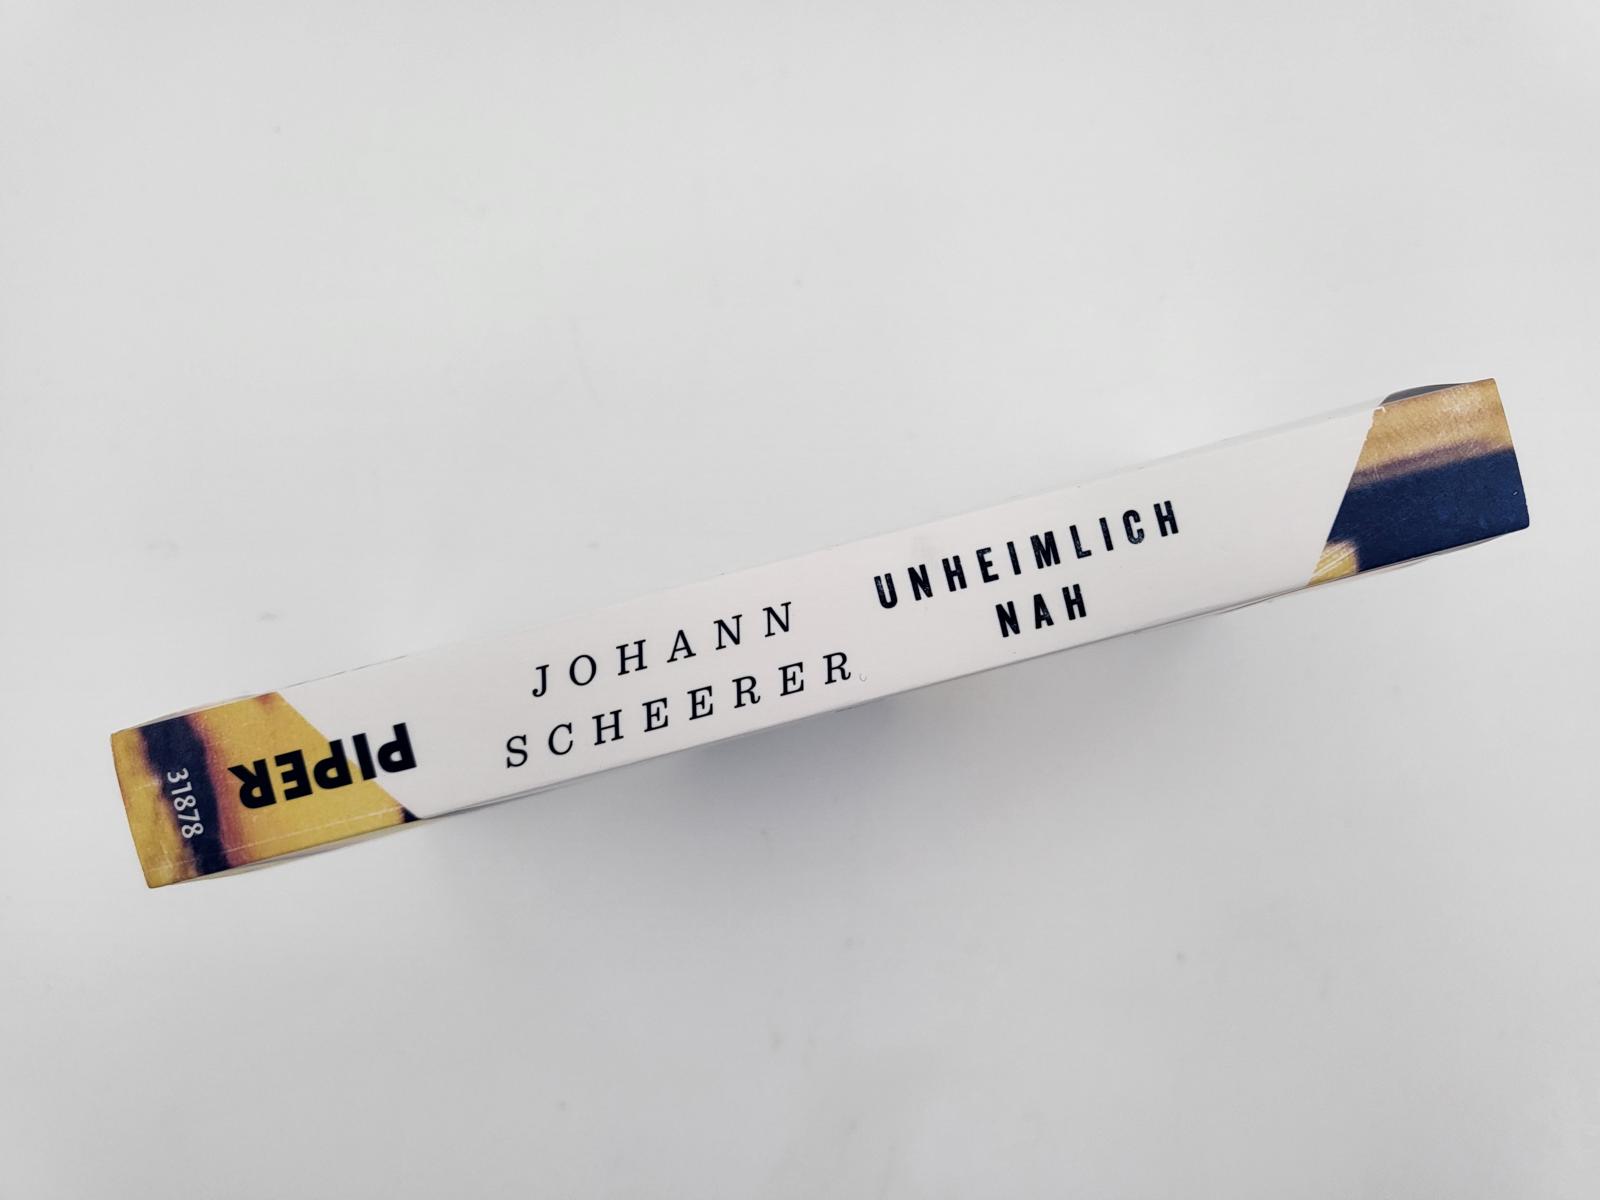 JOHANN
SCHEERER
UNHEIMLICH
NAH
PIPER
31878